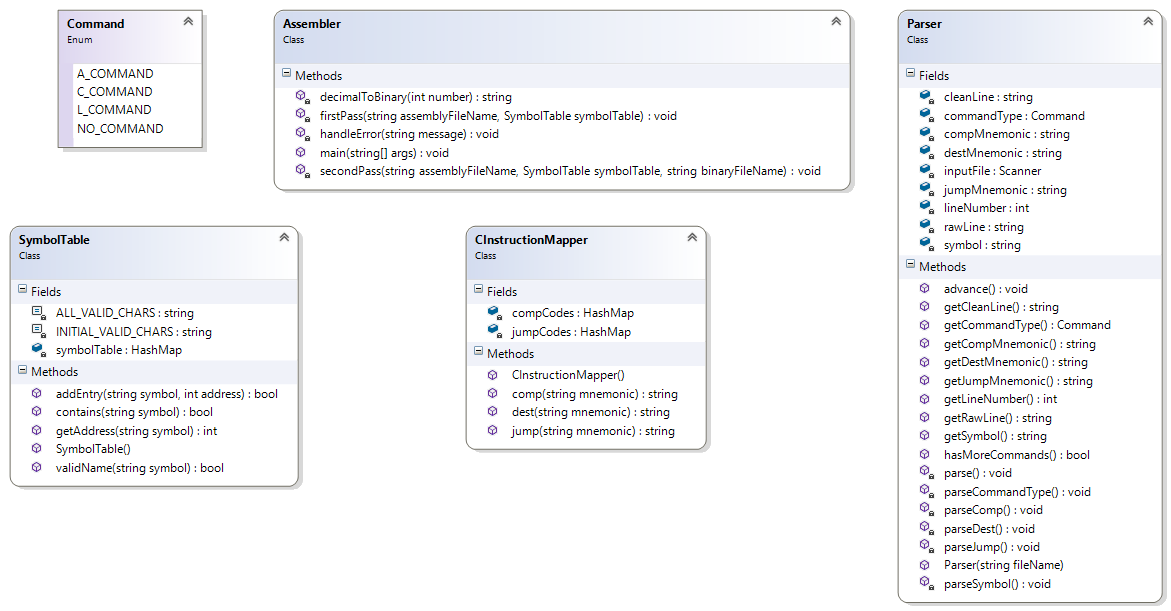 Command
Enum
A_COMMAND
C_COMMAND
L_COMMAND
NO_COMMAND
Assembler
Class
Methods
decimalToBinary(int number) : string
firstPass(string assemblyFileName, SymbolTable symbolTable) : void
handleError(string message) : void
main(string[] args) : void
secondPass(string assemblyFileName, SymbolTable symbolTable, string binaryFileName) : void
Parser
Class
Fields
cleanLine : string
commandType : Command
compMnemonic : string
destMnemonic : string
inputFile : Scanner
jumpMnemonic : string
lineNumber : int
rawLine : string
symbol : string
Methods
advance() : void
getCleanLine() : string
getCommandType() : Command
getCompMnemonic() : string
getDestMnemonic() : string
getJumpMnemonic() : string
getLineNumber() : int
getRawLine() : string
getSymbol() : string
hasMoreCommands() : bool
parse() : void
parseCommandType() : void
parseComp() : void
parseDest() : void
parseJump() : void
Parser(string fileName)
parseSymbol() : void
SymbolTable
Class
Fields
ALL_VALID_CHARS : string
INITIAL_VALID_CHARS : string
symbolTable : HashMap
Methods
addEntry(string symbol, int address) : bool
contains(string symbol) : bool
getAddress(string symbol) : int
SymbolTable()
validName(string symbol) : bool
CInstructionMapper
Class
Fields
compCodes : HashMap
jumpCodes : HashMap
Methods
CInstructionMapper()
comp(string mnemonic) : string
dest(string mnemonic) : string
jump(string mnemonic) : string